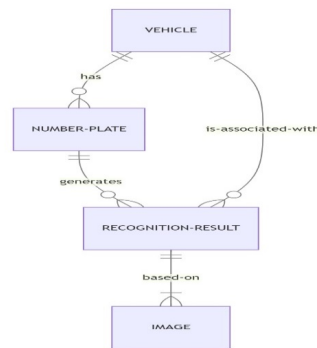 VEHICLE
has
NUMBER-PLATE
is-associated-with
generates
RECOGNITION-RESULT
based-on
IMAGE